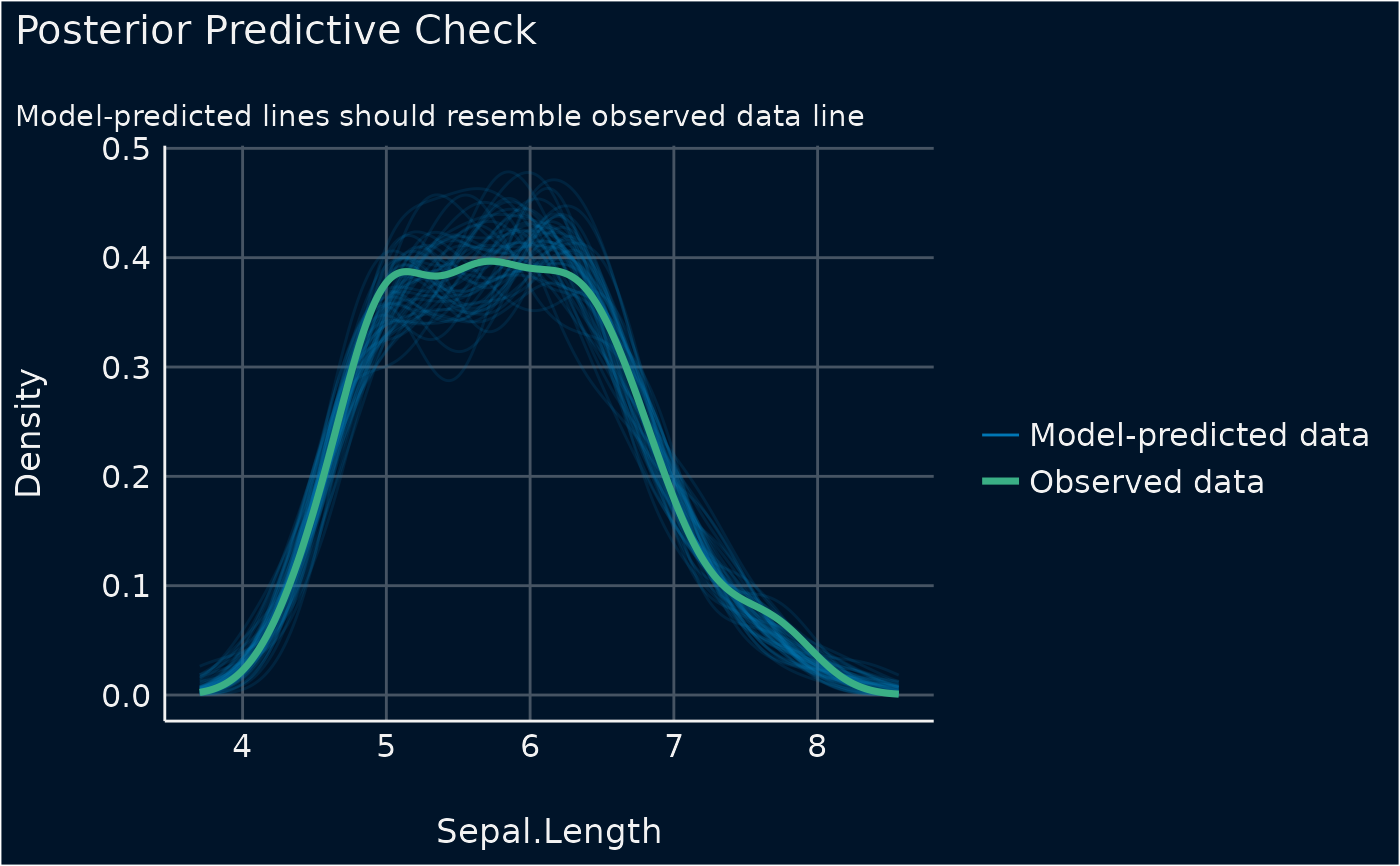 Posterior Predictive Check
Model-predicted lines should resemble observed data line
0.5
0.4
0.3
0.2
0.1
0.0
Density
4 5 6 7 8
Sepal.Length
Model-predicted data
Observed data